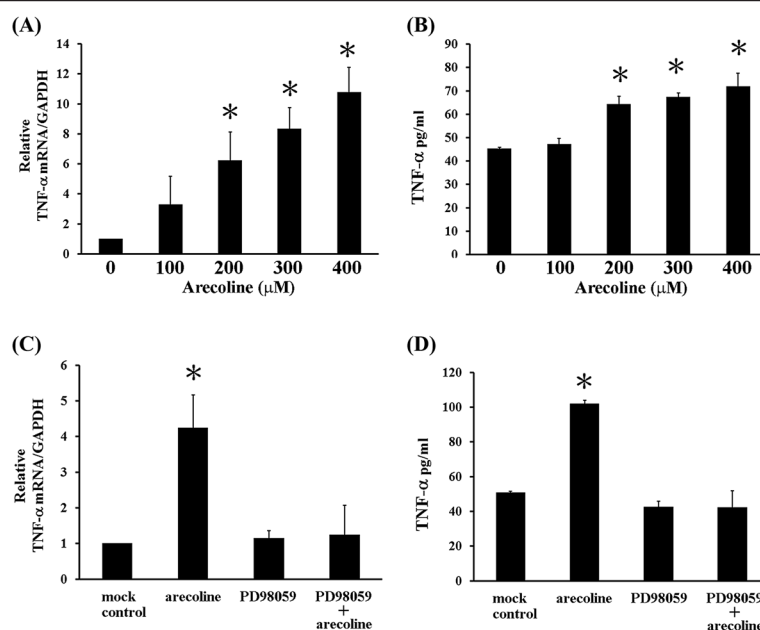 (A)
Relative
TNF-α mRNA/GAPDH
14
12
10
8
6
4
2
0
*
*
*
0 100 200 300 400
Arecoline (μM)
(B)
TNF-α pg/ml
90
80
70
60
50
40
30
20
10
0
*
*
*
0 100 200 300 400
Arecoline (μM)
(C)
Relative
TNF-α mRNA/GAPDH
6
5
4
3
2
1
0
*
mock control
arecoline
PD98059
PD98059
+
arecoline
(D)
TNF-α pg/ml
120
100
80
60
40
20
0
*
mock
control
arecoline
PD98059
PD98059
+
arecoline